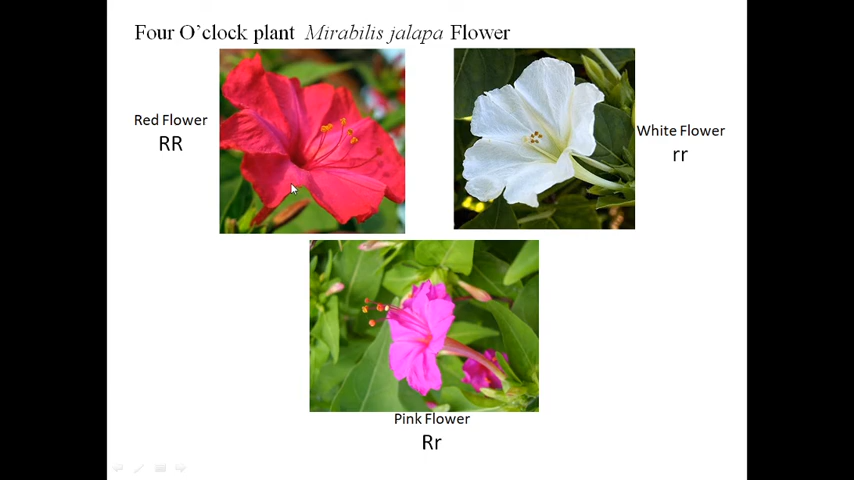 Four O'clock plant Mirabilis jalapa Flower
Red Flower
RR
White Flower
rr
Pink Flower
Rr